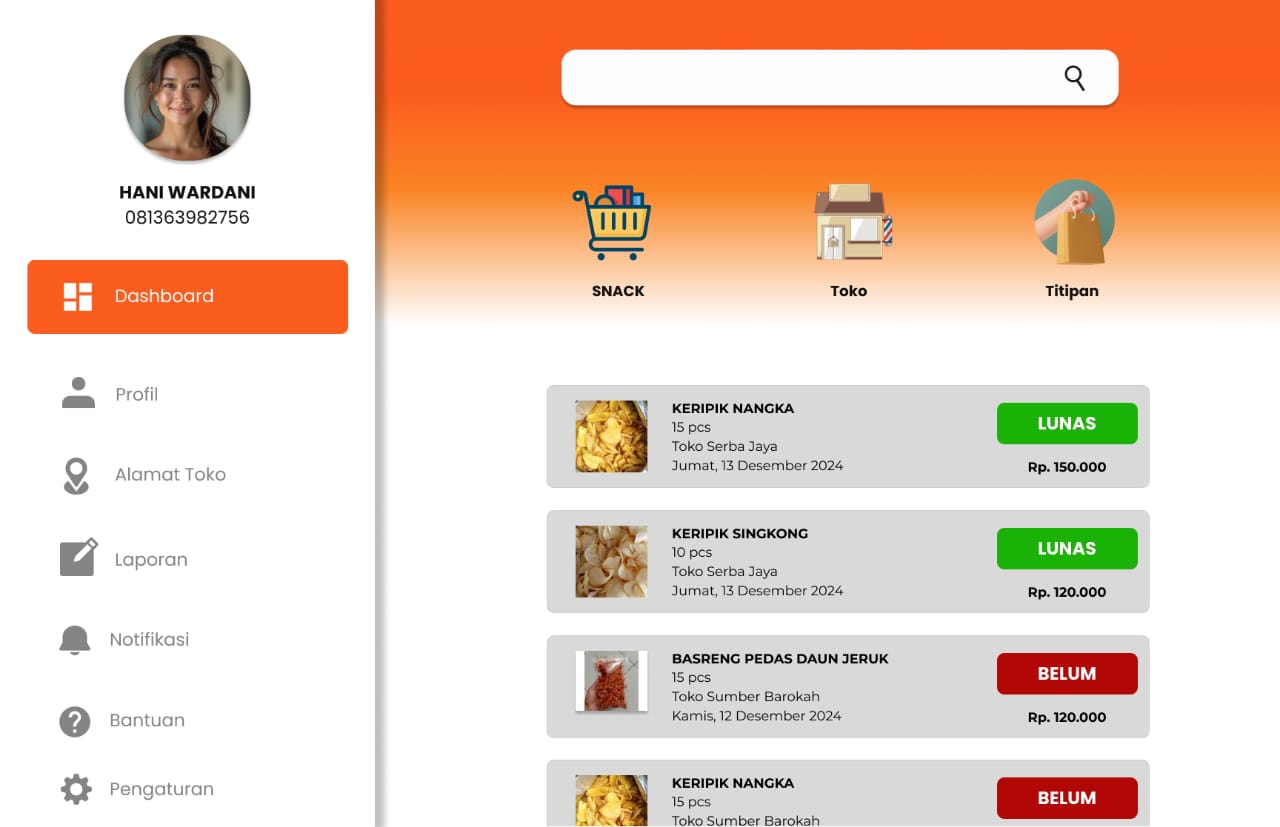 HANI WARDANI
081363982756
Dashboard
Profil
Alamat Toko
Laporan
Notifikasi
Bantuan
Pengaturan
SNACK
Toko
Titipan
KERIPIK NANGKA
15 pcs
Toko Serba Jaya
Jumat, 13 Desember 2024
LUNAS
Rp. 150.000
KERIPIK SINGKONG
10 pcs
Toko Serba Jaya
Jumat, 13 Desember 2024
LUNAS
Rp. 120.000
BASRENG PEDAS DAUN JERUK
15 pcs
Toko Sumber Barokah
Kamis, 12 Desember 2024
BELUM
Rp. 120.000
KERIPIK NANGKA
15 pcs
Toko Sumber Barokah
BELUM